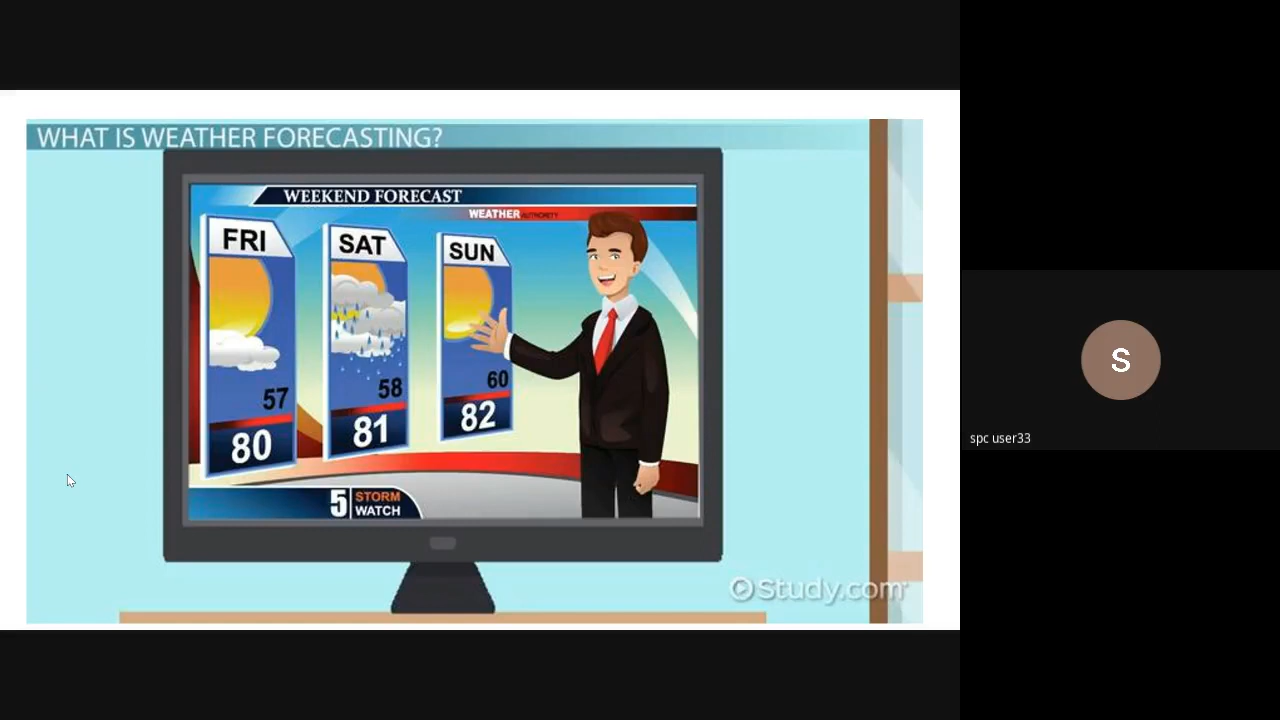 WHAT IS WEATHER FORECASTING?
WEEKEND FORECAST
WEATHER AUTHORITY
FRI
SAT
SUN
57
58
60
80
81
82
5 STORM
WATCH
Study.com
S
spc user33